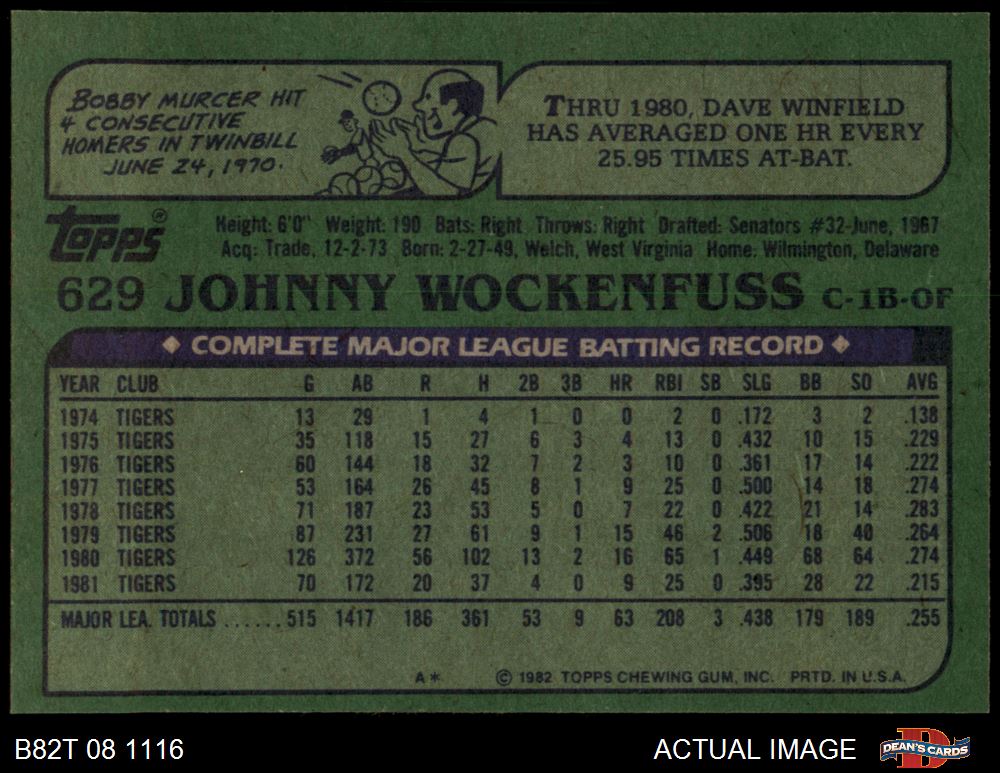 BOBBY MURCER HIT
4 CONSECUTIVE
HOMERS IN TWINBILL
JUNE 24, 1970.
THRU 1980, DAVE WINFIELD
HAS AVERAGED ONE HR EVERY
25.95 TIMES AT-BAT.
Topps®
Height: 6'0" Weight: 190 Bats: Right Throws: Right Drafted: Senators #32-June, 1967
Acq: Trade, 12-2-73 Born: 2-27-49, Welch, West Virginia Home: Wilmington, Delaware
629 JOHNNY WOCKENFUSS C-1B-OF
COMPLETE MAJOR LEAGUE BATTING RECORD
YEAR CLUB G AB R H 2B 3B HR RBI SB SLG BB SO AVG
1974 TIGERS 13 29 1 4 1 0 0 2 0 .172 3 2 .138
1975 TIGERS 35 118 15 27 6 3 4 13 0 .432 10 15 .229
1976 TIGERS 60 144 18 32 7 2 3 10 0 .361 17 14 .222
1977 TIGERS 53 164 26 45 8 1 9 25 0 .500 14 18 .274
1978 TIGERS 71 187 23 53 5 0 7 22 0 .422 21 14 .283
1979 TIGERS 87 231 27 61 9 1 15 46 2 .506 18 40 .264
1980 TIGERS 126 372 56 102 13 2 16 65 1 .449 68 64 .274
1981 TIGERS 70 172 20 37 4 0 9 25 0 .395 28 22 .215
MAJOR LEA. TOTALS ...... 515 1417 186 361 53 9 63 208 3 .438 179 189 .255
A* © 1982 TOPPS CHEWING GUM, INC. PRTD. IN U.S.A.
B82T 08 1116 ACTUAL IMAGE DEAN'S CARDS